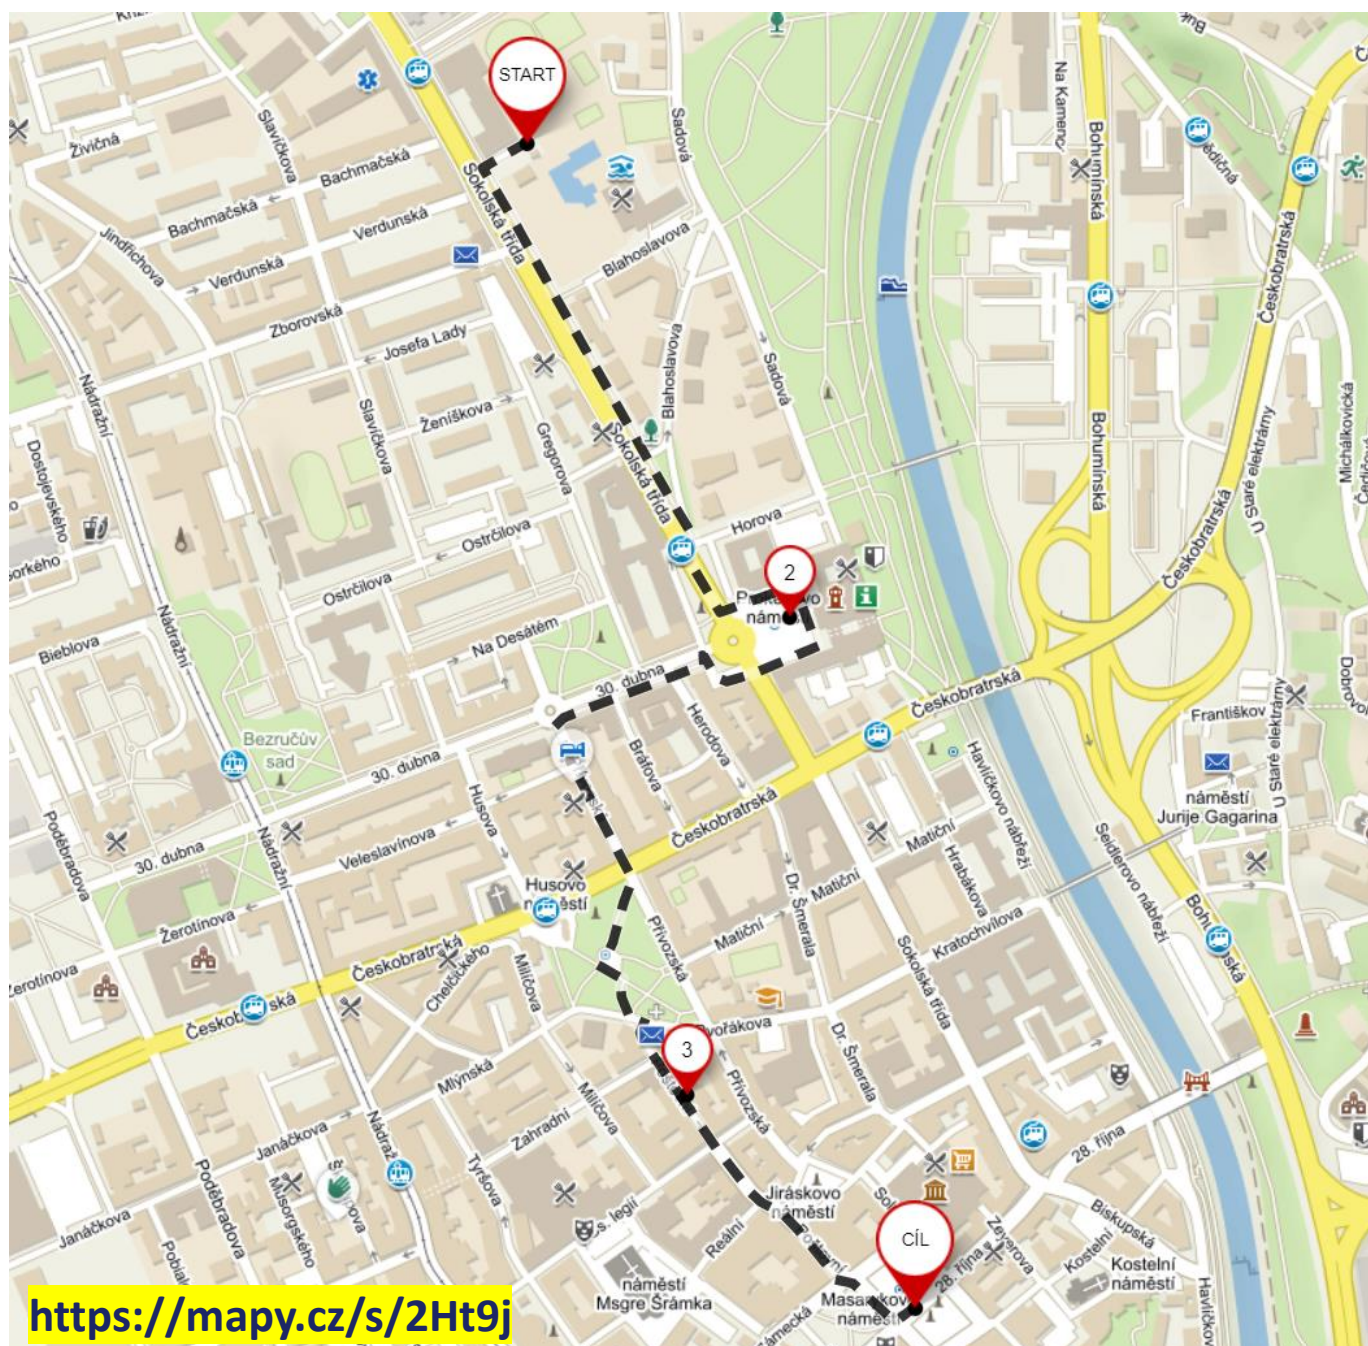 START
Sadová
Na Kamenci
Bohumínská
Živičná
Slavíčkova
Bachmačská
Sokolská třída
Bachmačská
Verdunská
Jindřichova
Verdunská
Blahoslavova
Českobratrská
Zborovská
Josefa Lady
Blahoslavova
Sadová
Nádražní
Slavíčkova
Ženíškova
Gregorova
Sokolská třída
Bohumínská
U Staré elektrárny
Michálkovická
Dostojevského
Ostrčilova
Horova
Českobratrská
Ostrčilova
2
Nádražní
Bieblova
Na Desátém
30. dubna
Českobratrská
Františkov
Bezručův
sad
30. dubna
Bráfova
Herodova
Havlíčkovo nábřeží
U Staré elektrárny
náměstí
Jurije Gagarina
Husova
Českobratrská
Poděbradova
30. dubna
Nádražní
Veleslavínova
Matiční
Seidlerovo nábřeží
Husovo
náměstí
Dr. Šmerala
Matiční
Hrabákova
Žerotínova
Přívozská
Matiční
Kratochvílova
Českobratrská
Chelčického
Milíčova
Sokolská třída
Dvořákova
Dr. Šmerala
3
Mlýnská
Milíčova
Přívozská
Zahradní
Janáčkova
28. října
Poděbradova
Musorgského
Tyršova
Jiráskovo
náměstí
Janáčkova
Reální
CÍL
Zeyerova
Biskupská
Kostelní
28. října
Kostelní
náměstí
náměstí
Msgre Šrámka
Masarykovo
náměstí
Zámecká
https://mapy.cz/s/2Ht9j